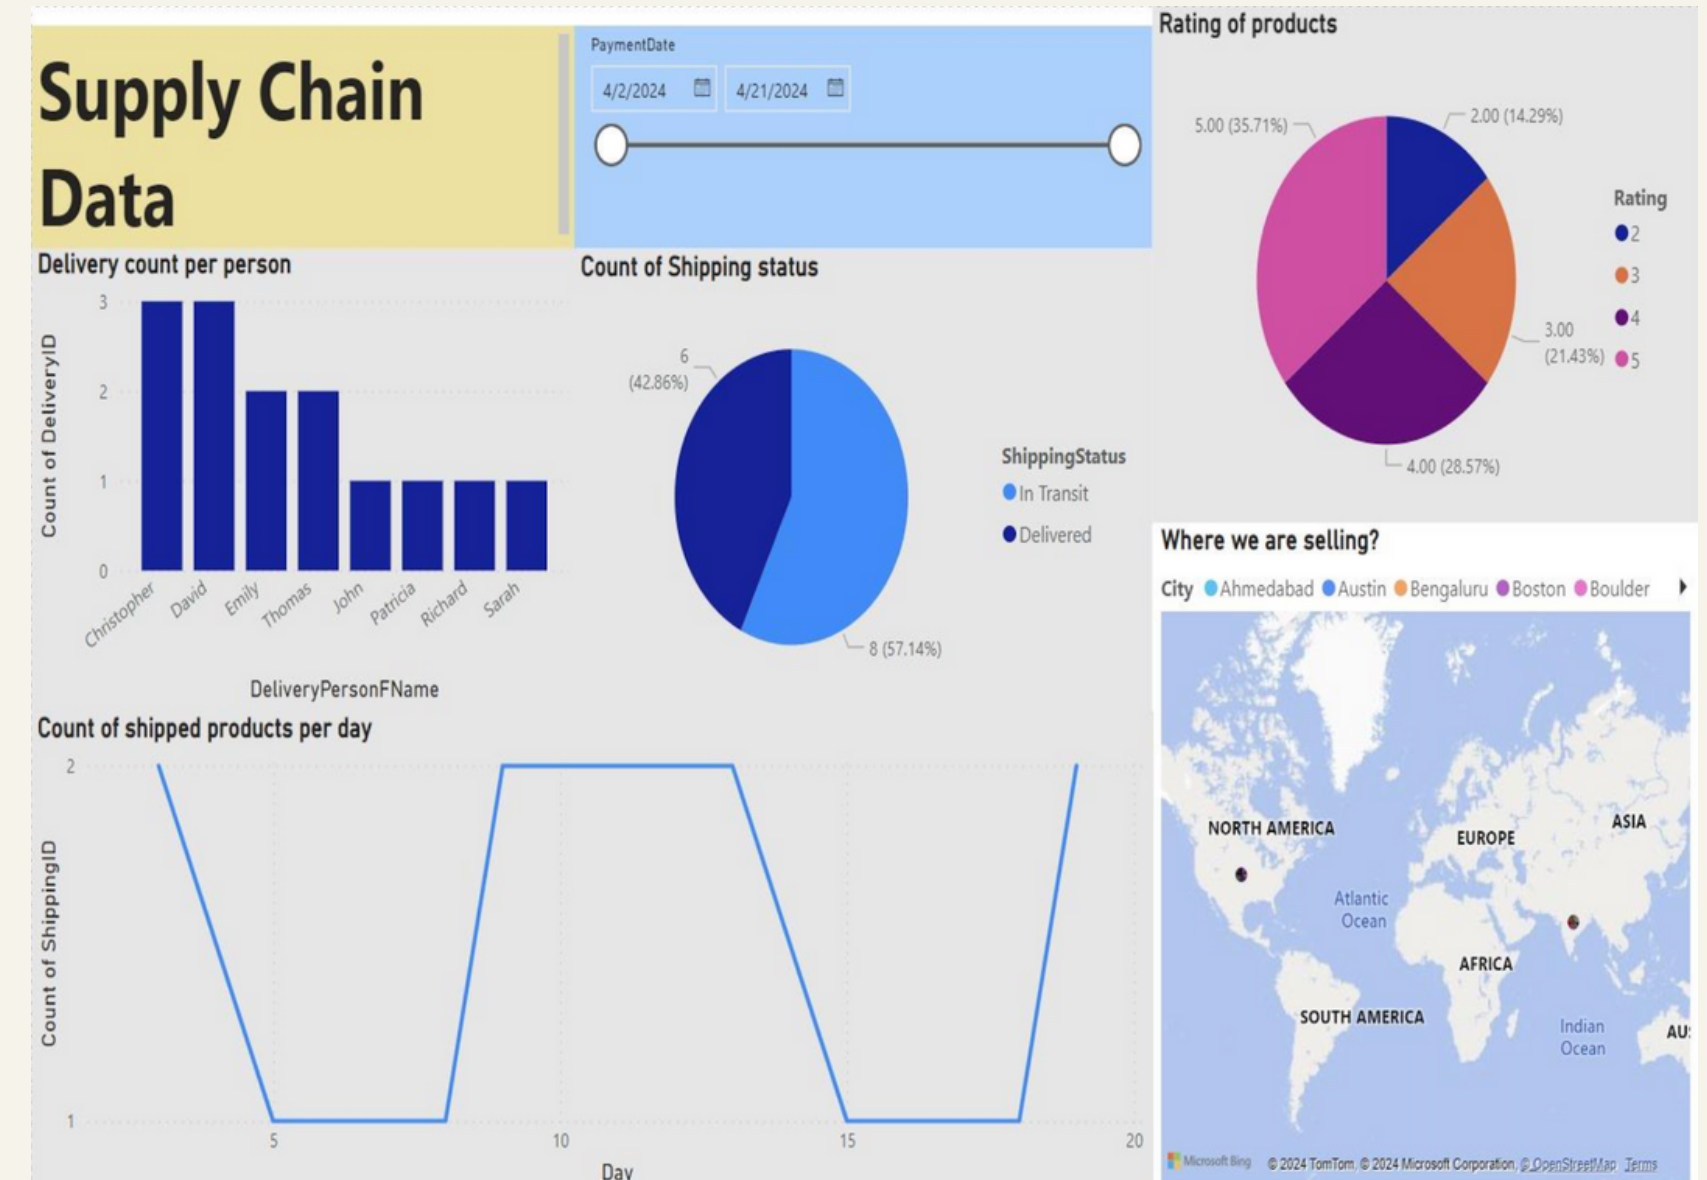 Supply Chain
Data
PaymentDate
4/2/2024
4/21/2024
Rating of products
5.00 (35.71%)
2.00 (14.29%)
3.00
(21.43%)
4.00 (28.57%)
Rating
2
3
4
5
Delivery count per person
Count of DeliveryID
3
2
1
0
Christopher
David
Emily
Thomas
John
Patricia
Richard
Sarah
DeliveryPersonFName
Count of Shipping status
6
(42.86%)
8 (57.14%)
ShippingStatus
In Transit
Delivered
Where we are selling?
City Ahmedabad Austin Bengaluru Boston Boulder
NORTH AMERICA
EUROPE
ASIA
Atlantic
Ocean
AFRICA
SOUTH AMERICA
Indian
Ocean
AU
Microsoft Bing
© 2024 TomTom, © 2024 Microsoft Corporation, © OpenStreetMap Terms
Count of shipped products per day
Count of ShippingID
2
1
5
10
15
20
Day